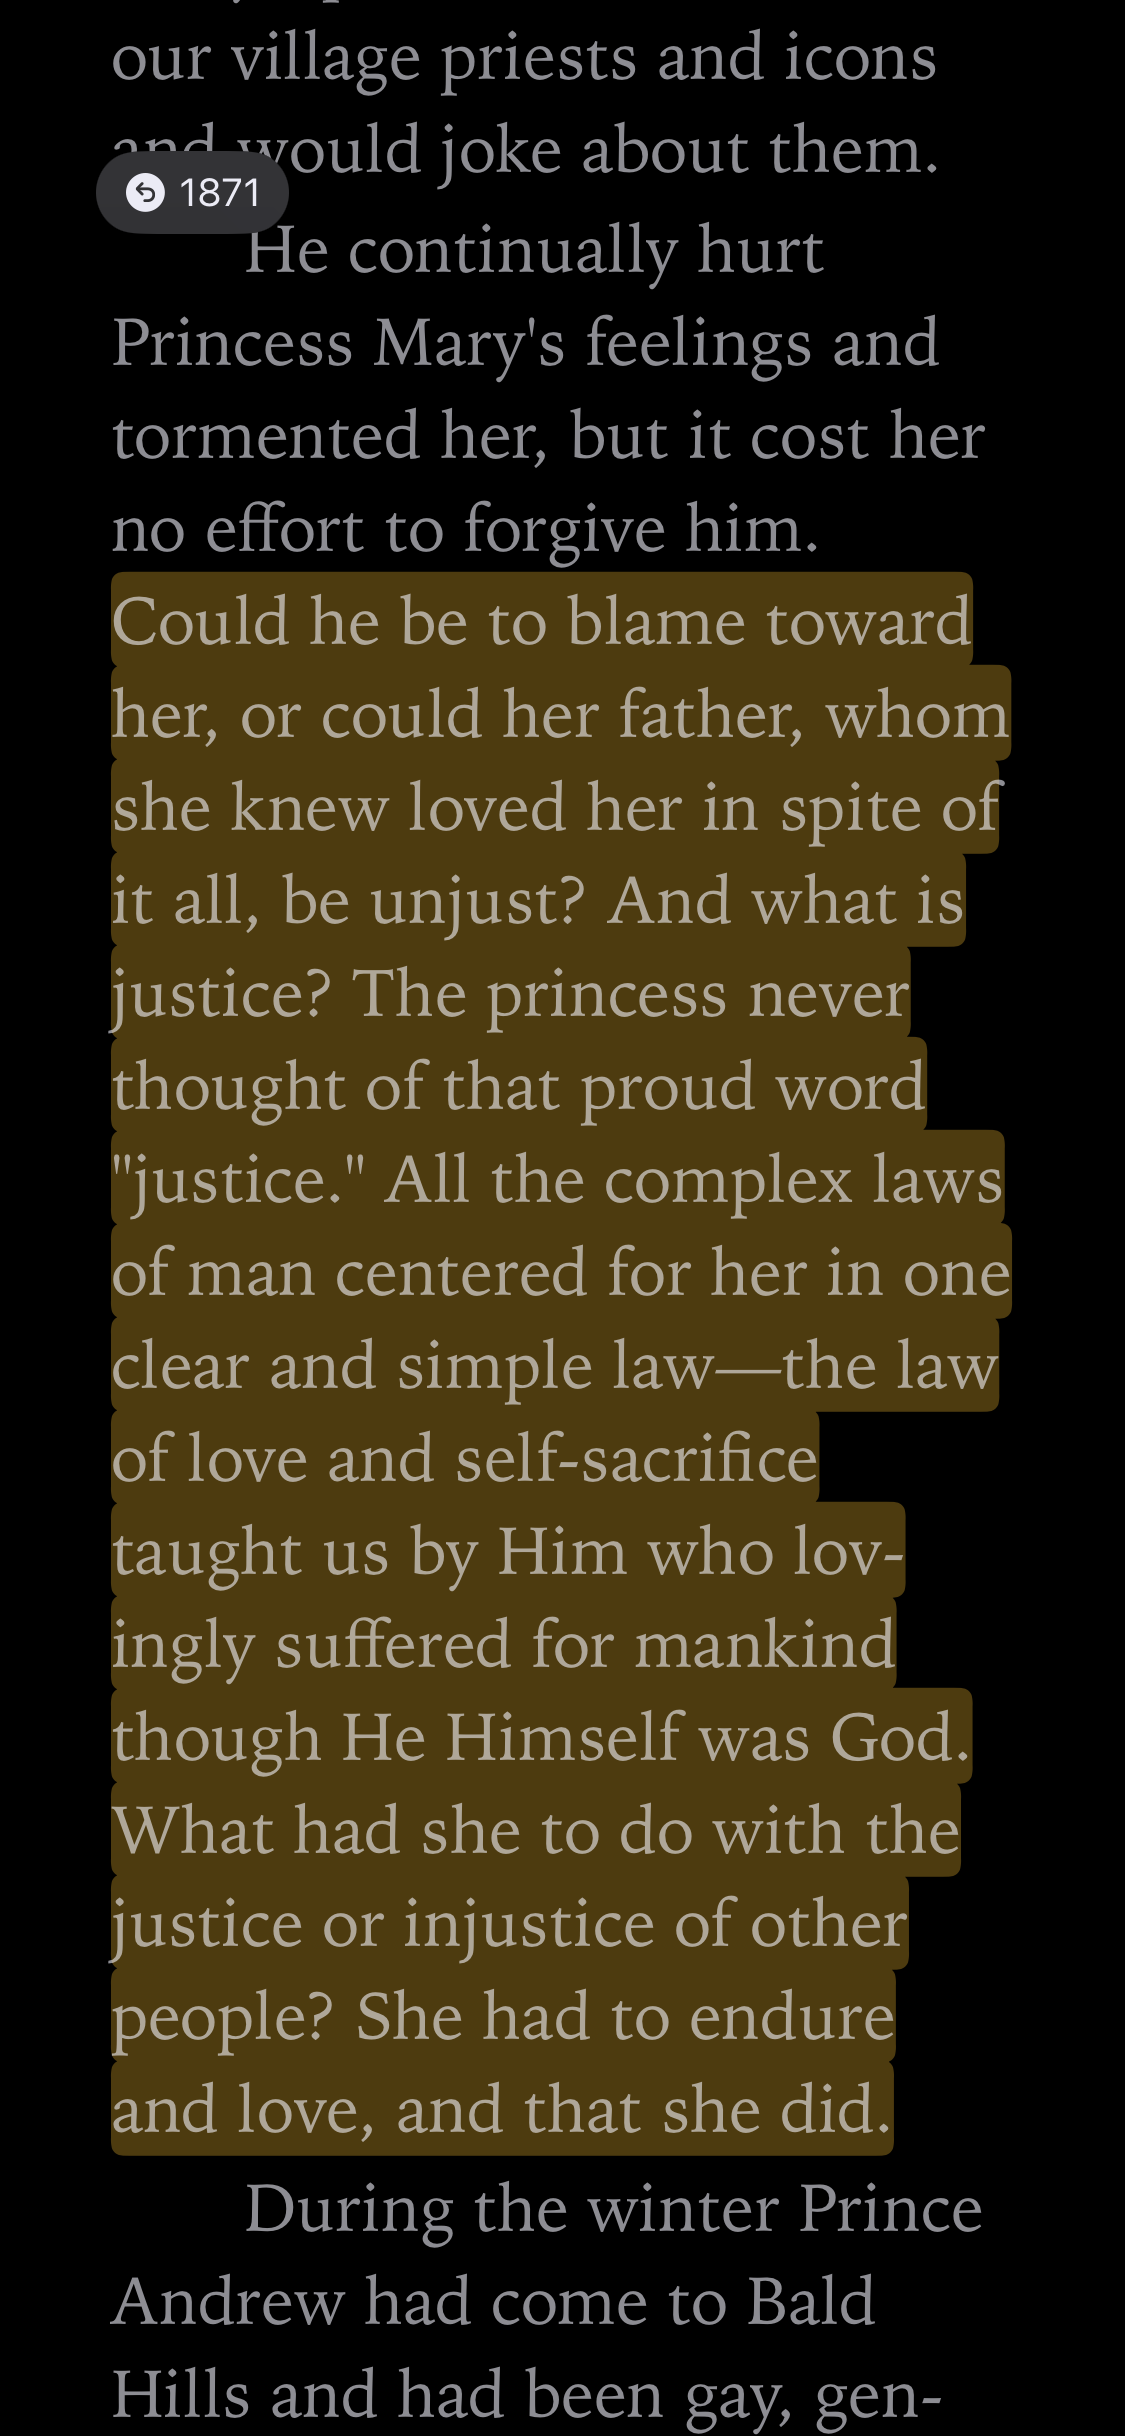 our village priests and icons
and would joke about them.
1871
He continually hurt
Princess Mary's feelings and
tormented her, but it cost her
no effort to forgive him.
Could he be to blame toward
her, or could her father, whom
she knew loved her in spite of
it all, be unjust? And what is
justice? The princess never
thought of that proud word
"justice." All the complex laws
of man centered for her in one
clear and simple law—the law
of love and self-sacrifice
taught us by Him who lov-
ingly suffered for mankind
though He Himself was God.
What had she to do with the
justice or injustice of other
people? She had to endure
and love, and that she did.
During the winter Prince
Andrew had come to Bald
Hills and had been gay, gen-